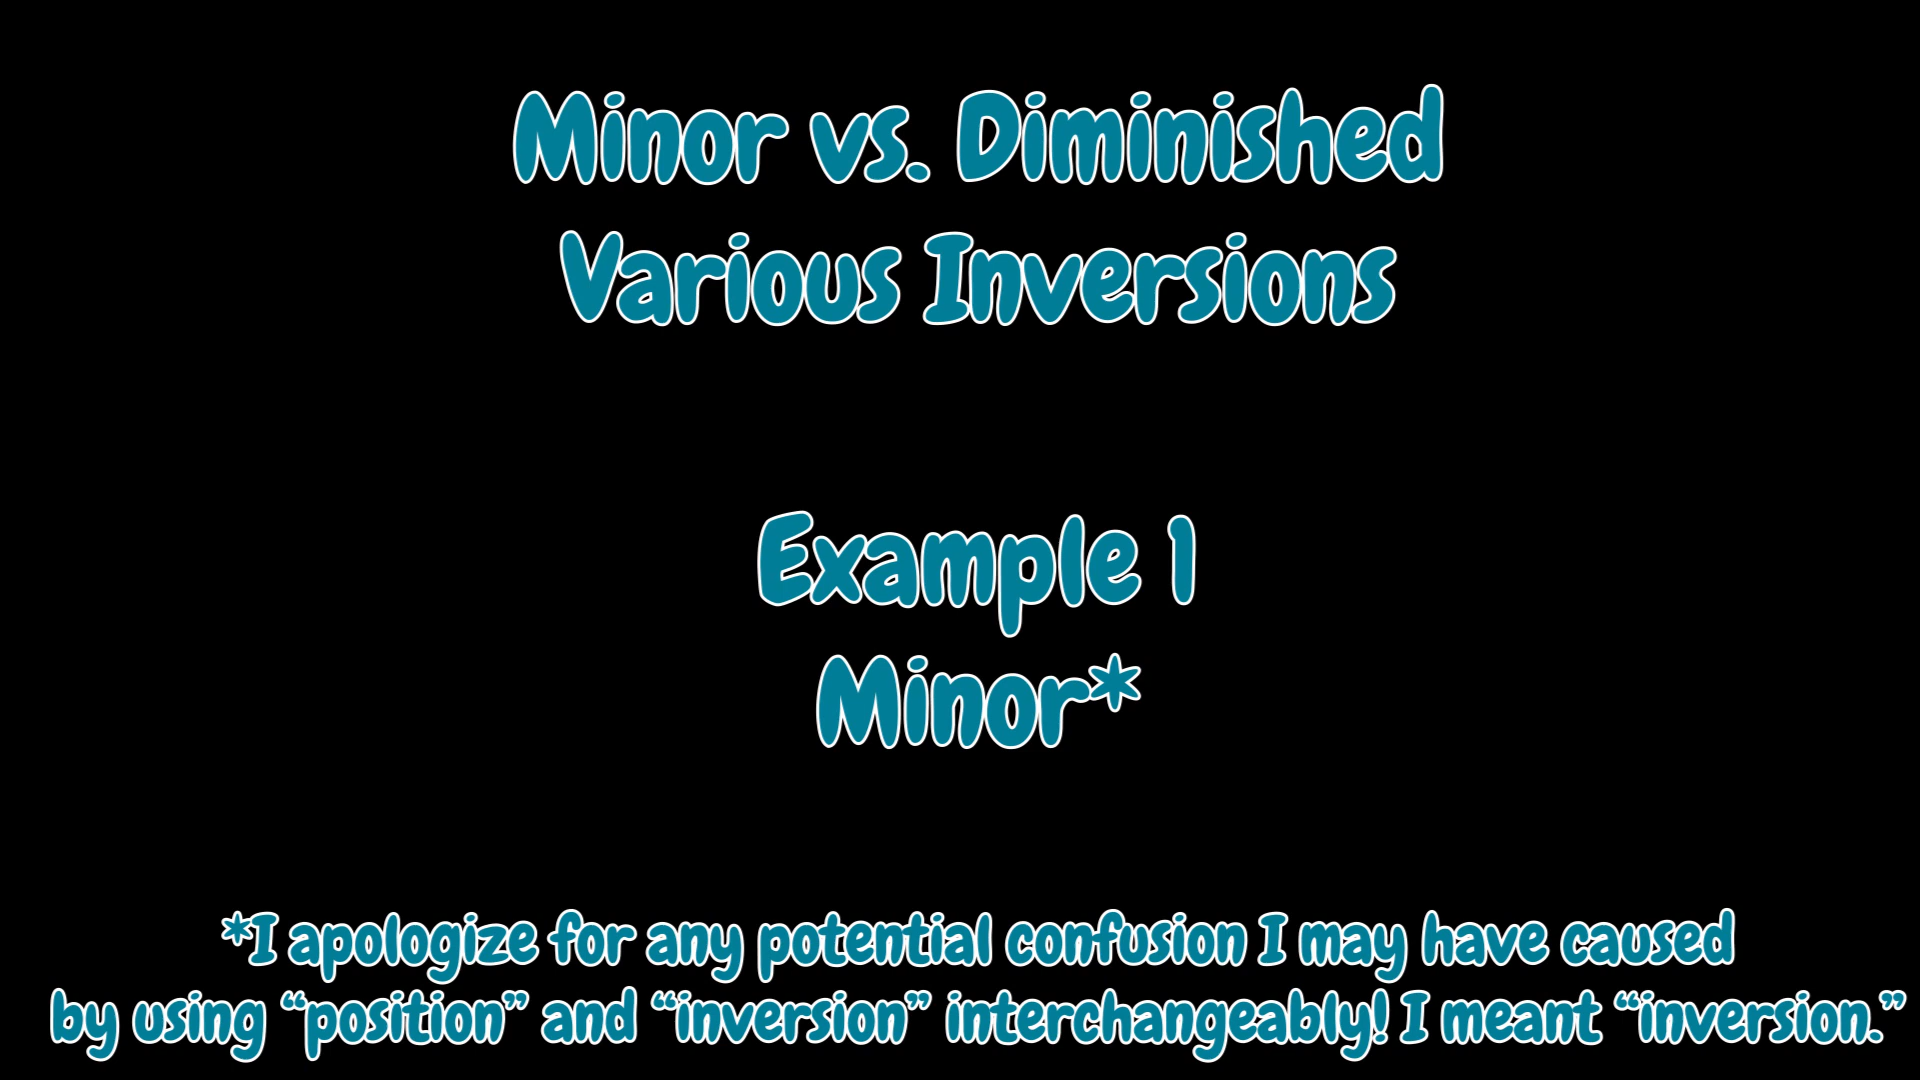 Minor vs. Diminished
Various Inversions
Example 1
Minor*
*I apologize for any potential confusion I may have caused
by using “position” and “inversion” interchangeably! I meant “inversion.”